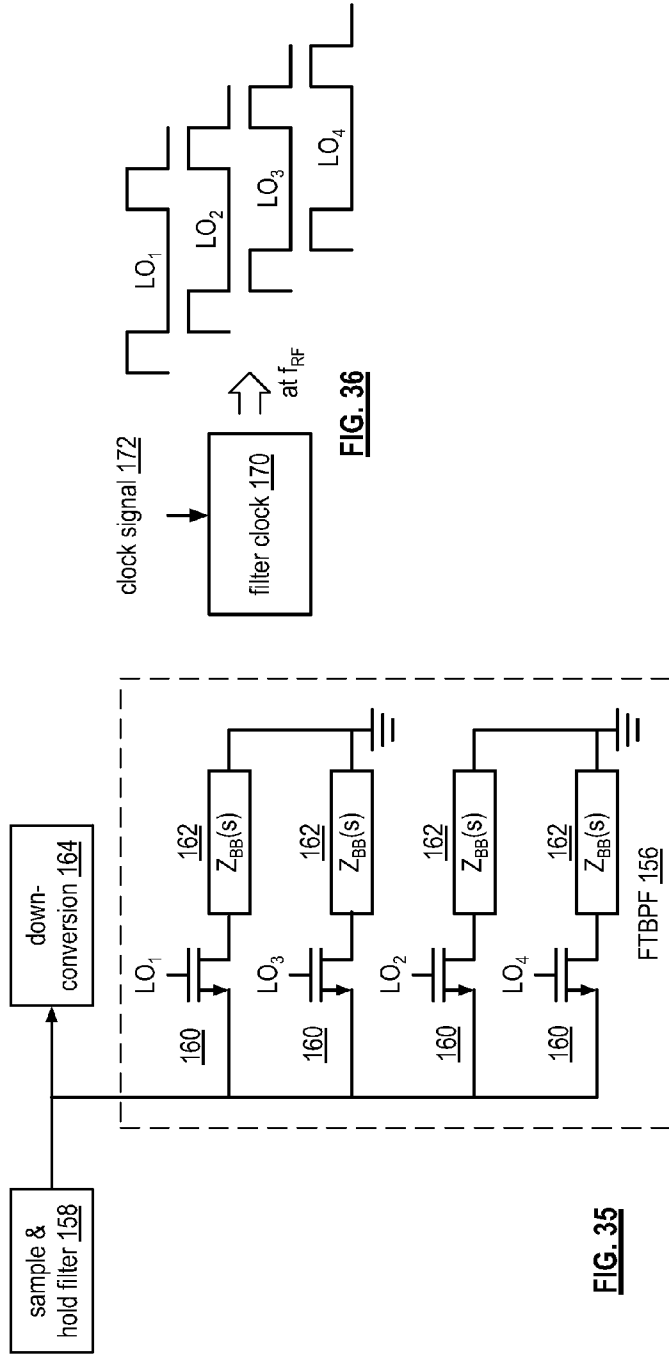 sample &
hold filter 158
down-
conversion 164
LO1
160
162
ZBB(s)
LO3
160
162
ZBB(s)
LO2
160
162
ZBB(s)
LO4
160
162
ZBB(s)
FTBPF 156
FIG. 35
clock signal 172
filter clock 170
at fRF
LO1
LO2
LO3
LO4
FIG. 36